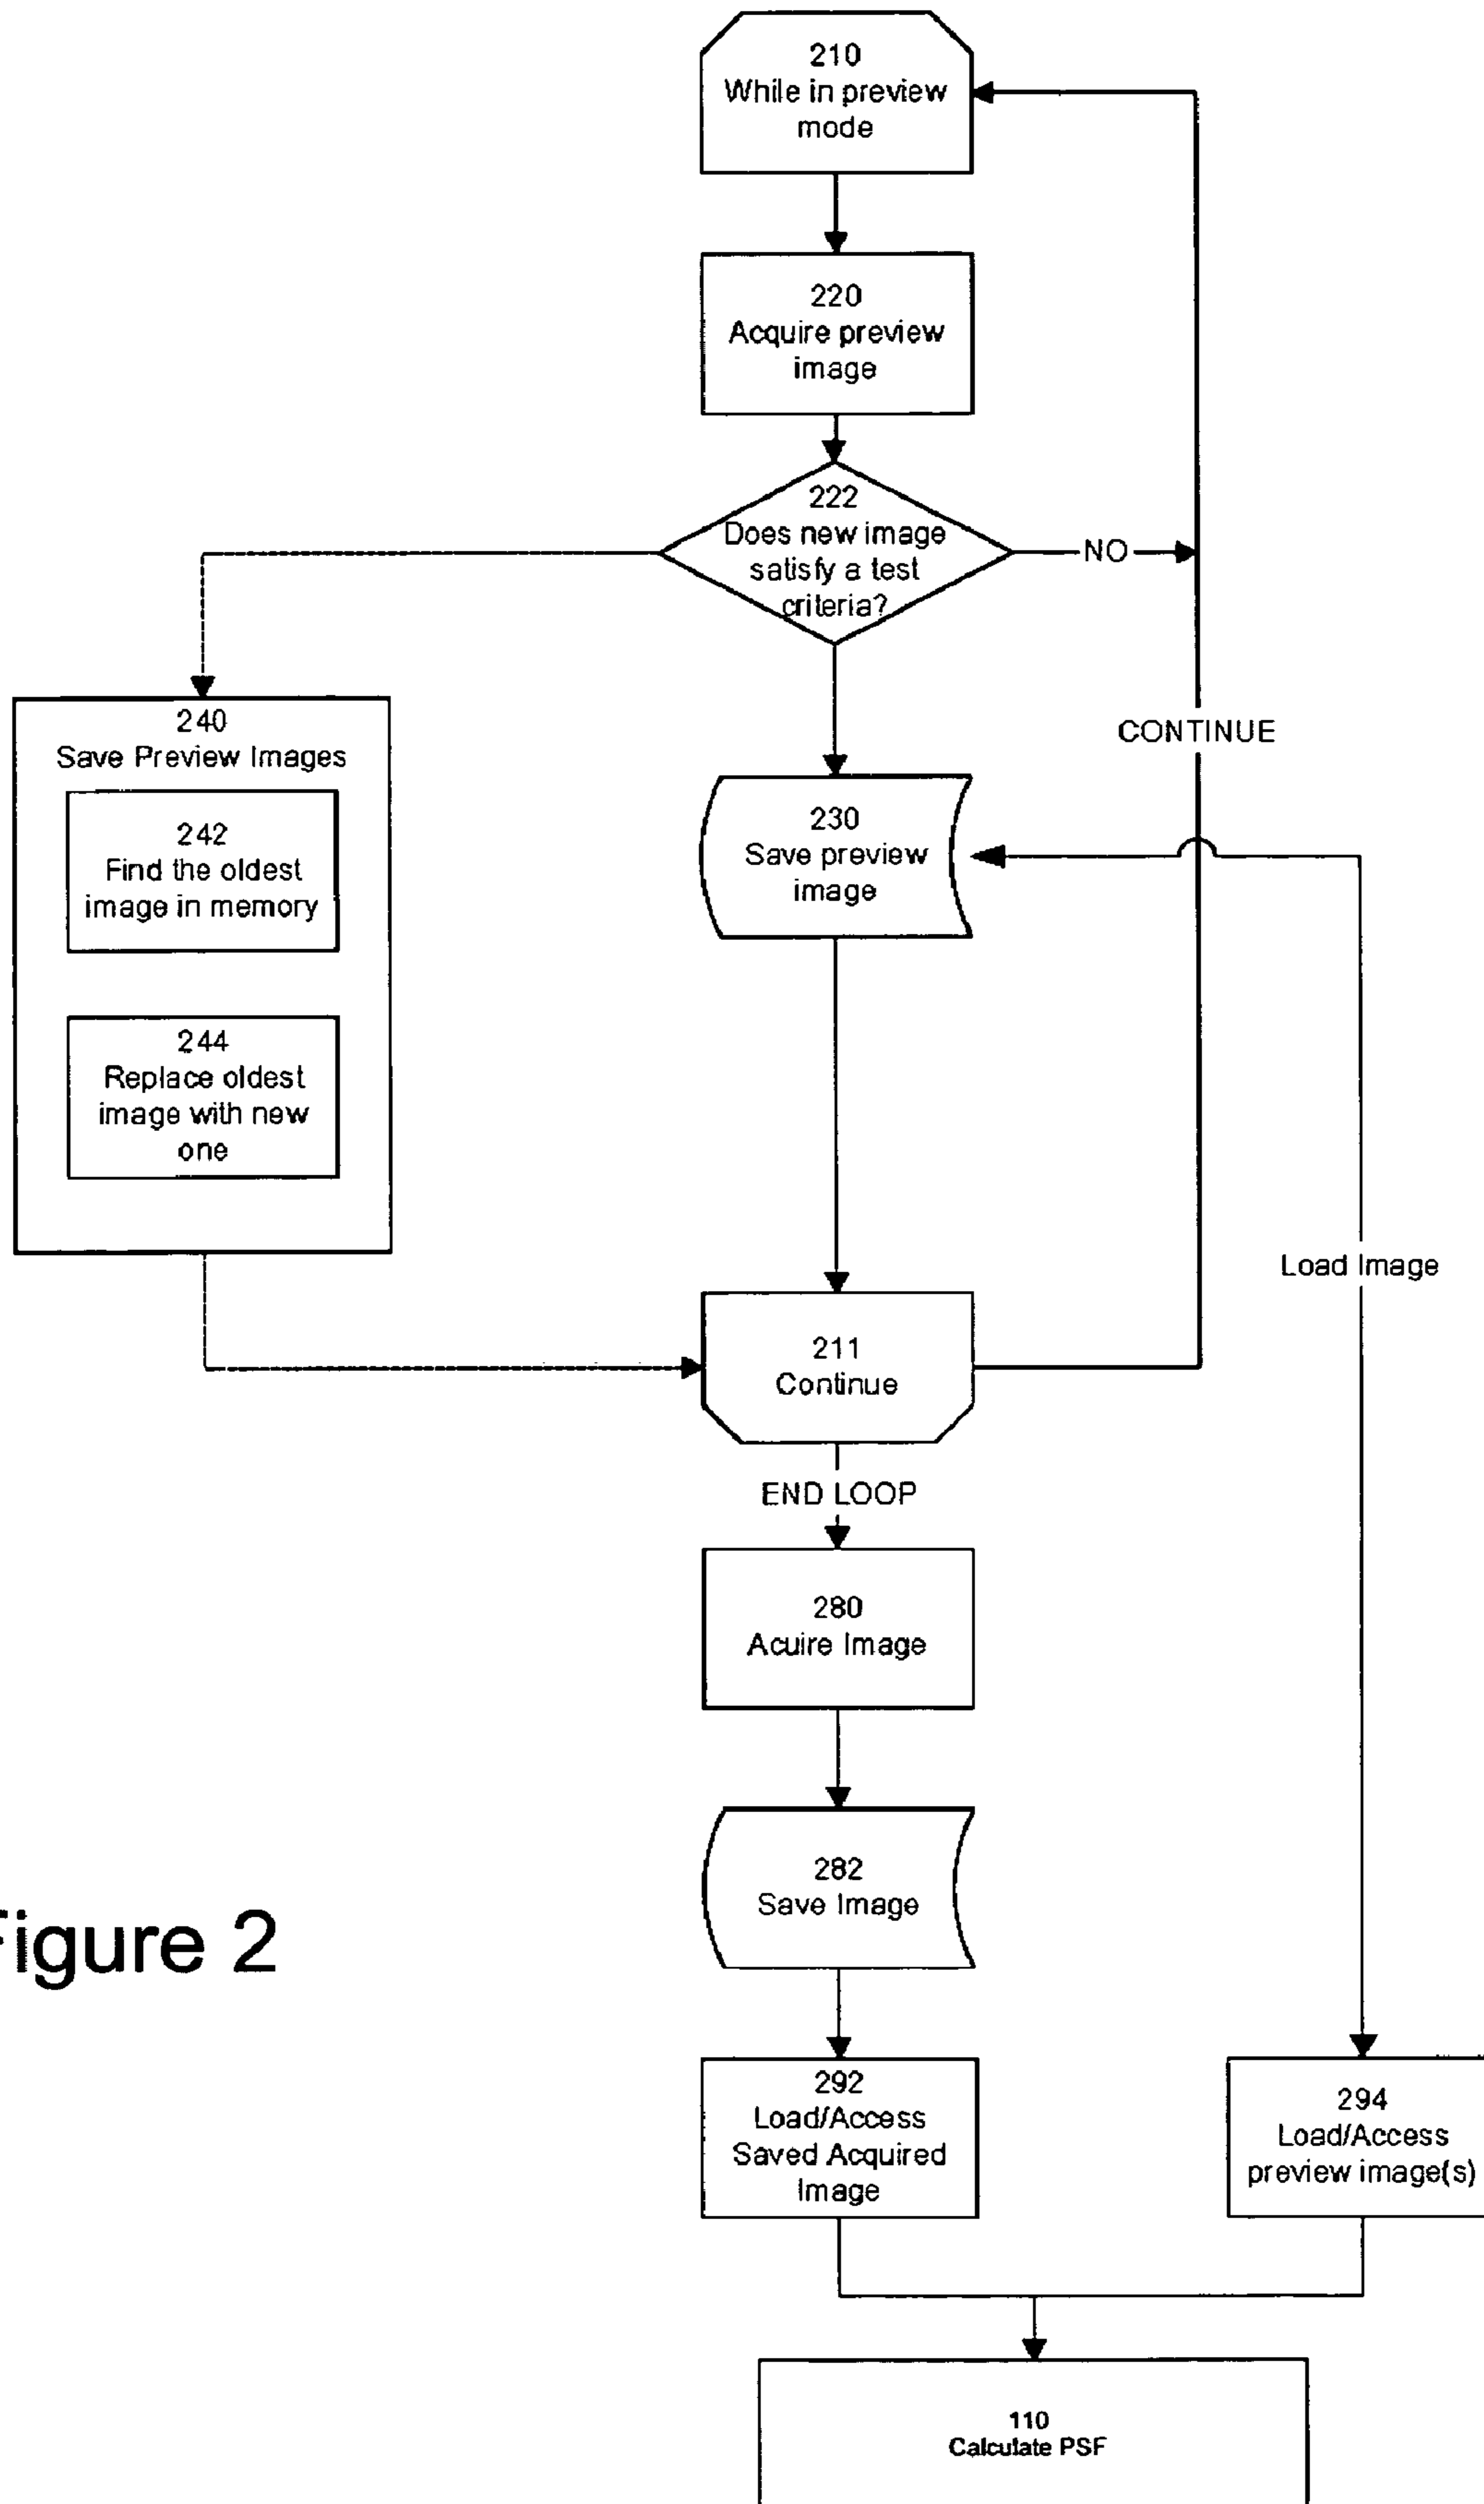 210
While in preview
mode
220
Acquire preview
image
222
Does new image
satisfy a test
criteria?
NO
CONTINUE
240
Save Preview Images
242
Find the oldest
image in memory
244
Replace oldest
image with new
one
230
Save preview
image
Load Image
211
Continue
END LOOP
280
Acuire Image
282
Save Image
Figure 2
292
Load/Access
Saved Acquired
Image
294
Load/Access
preview image(s)
110
Calculate PSF